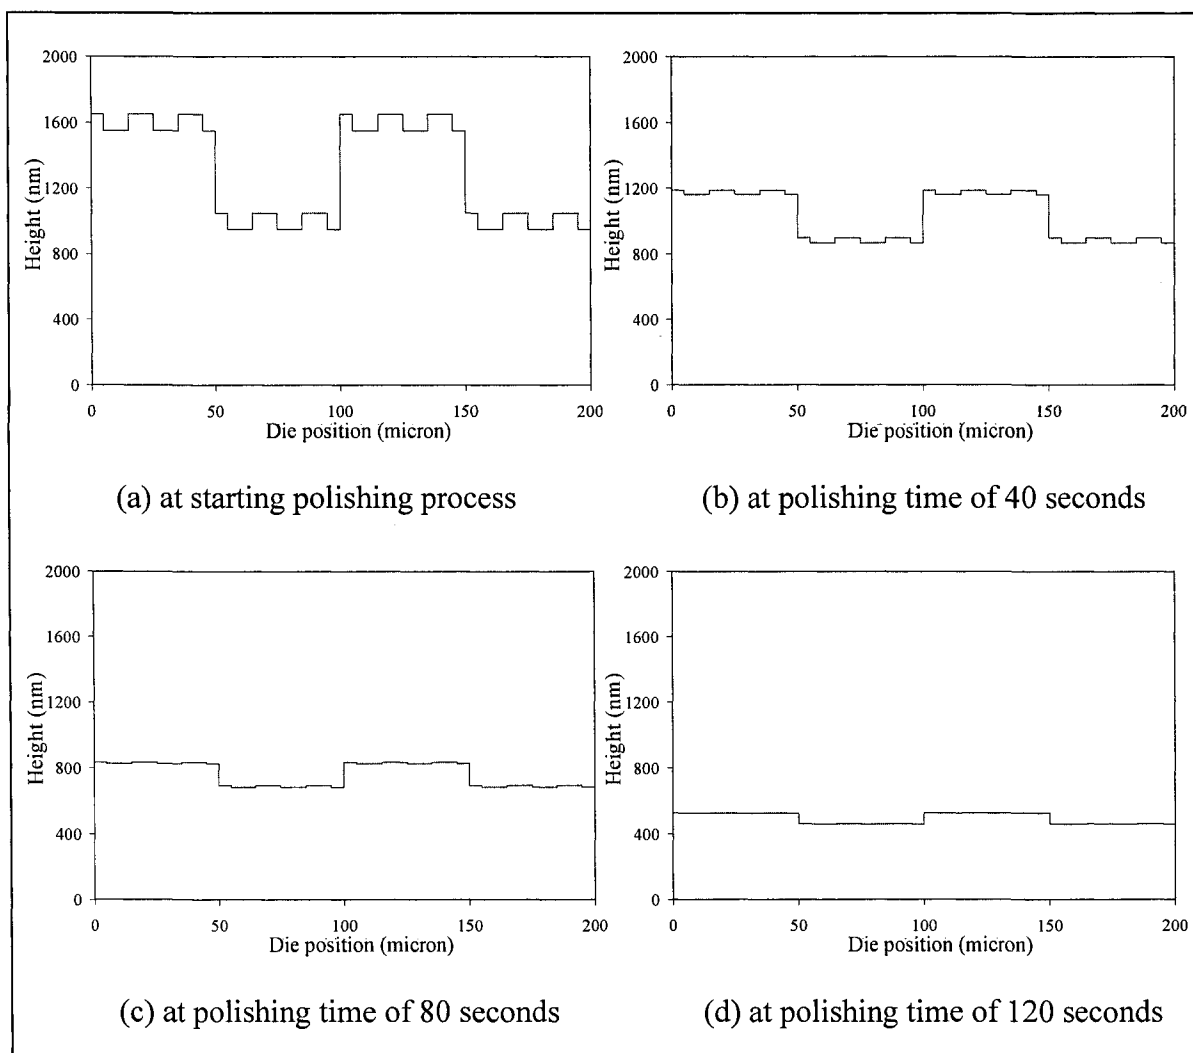 2000
1600
1200
800
400
0
Height (nm)
0 50 100 150 200
Die position (micron)
(a) at starting polishing process
2000
1600
1200
800
400
0
Height (nm)
0 50 100 150 200
Die position (micron)
(b) at polishing time of 40 seconds
2000
1600
1200
800
400
0
Height (nm)
0 50 100 150 200
Die position (micron)
(c) at polishing time of 80 seconds
2000
1600
1200
800
400
0
Height (nm)
0 50 100 150 200
Die position (micron)
(d) at polishing time of 120 seconds